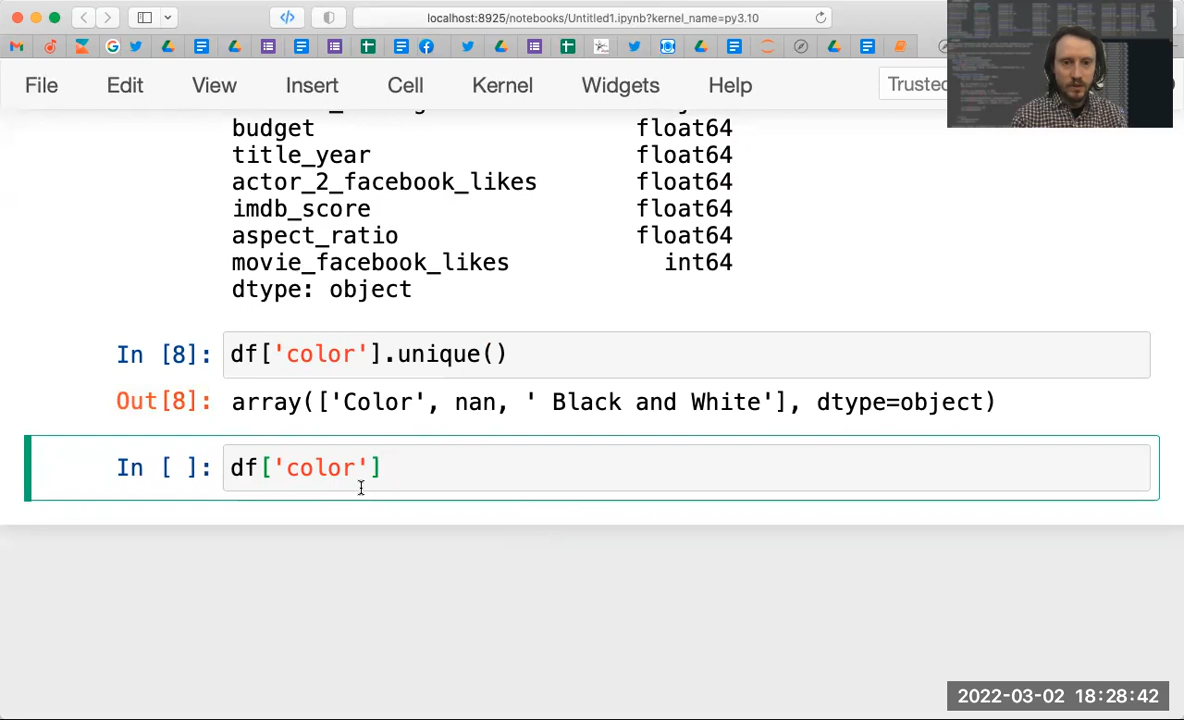 localhost:8925/notebooks/Untitled1.ipynb?kernel_name=py3.10
File Edit View Insert Cell Kernel Widgets Help Trusted
budget float64
title_year float64
actor_2_facebook_likes float64
imdb_score float64
aspect_ratio float64
movie_facebook_likes int64
dtype: object
In [8]: df['color'].unique()
Out[8]: array(['Color', nan, ' Black and White'], dtype=object)
In [ ]: df['color']
2022-03-02 18:28:42